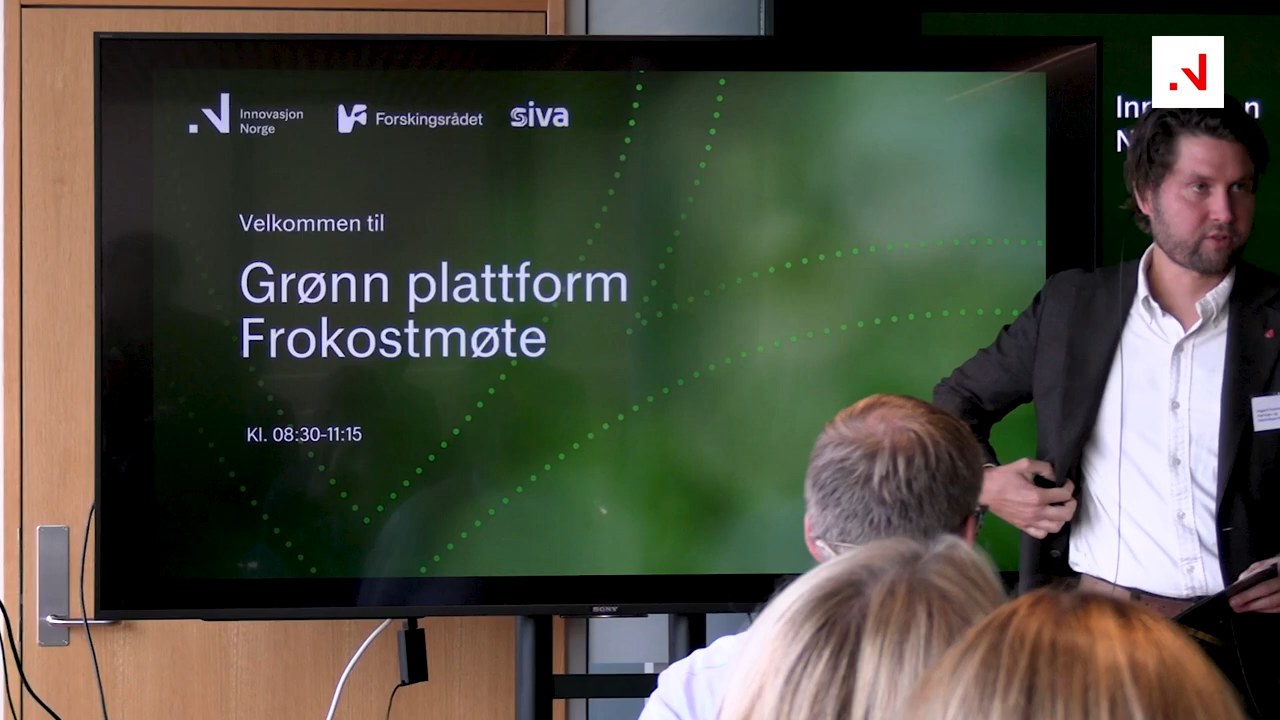 Innovasjon
Norge
Forskingsrådet
siva
Velkommen til
Grønn plattform
Frokostmøte
Kl. 08:30-11:15
SONY